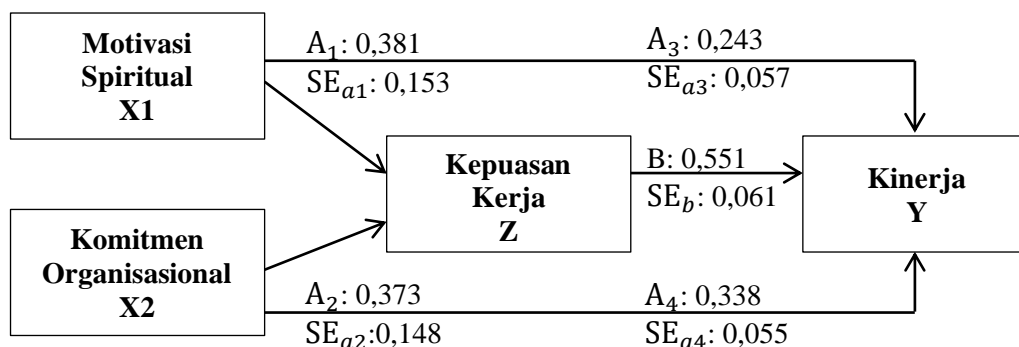 Motivasi
Spiritual
X1
A₁: 0,381
SEₐ₁: 0,153
A₃: 0,243
SEₐ₃: 0,057
Kepuasan
Kerja
Z
B: 0,551
SE_b: 0,061
Kinerja
Y
Komitmen
Organisasional
X2
A₂: 0,373
SEₐ₂:0,148
A₄: 0,338
SEₐ₄: 0,055